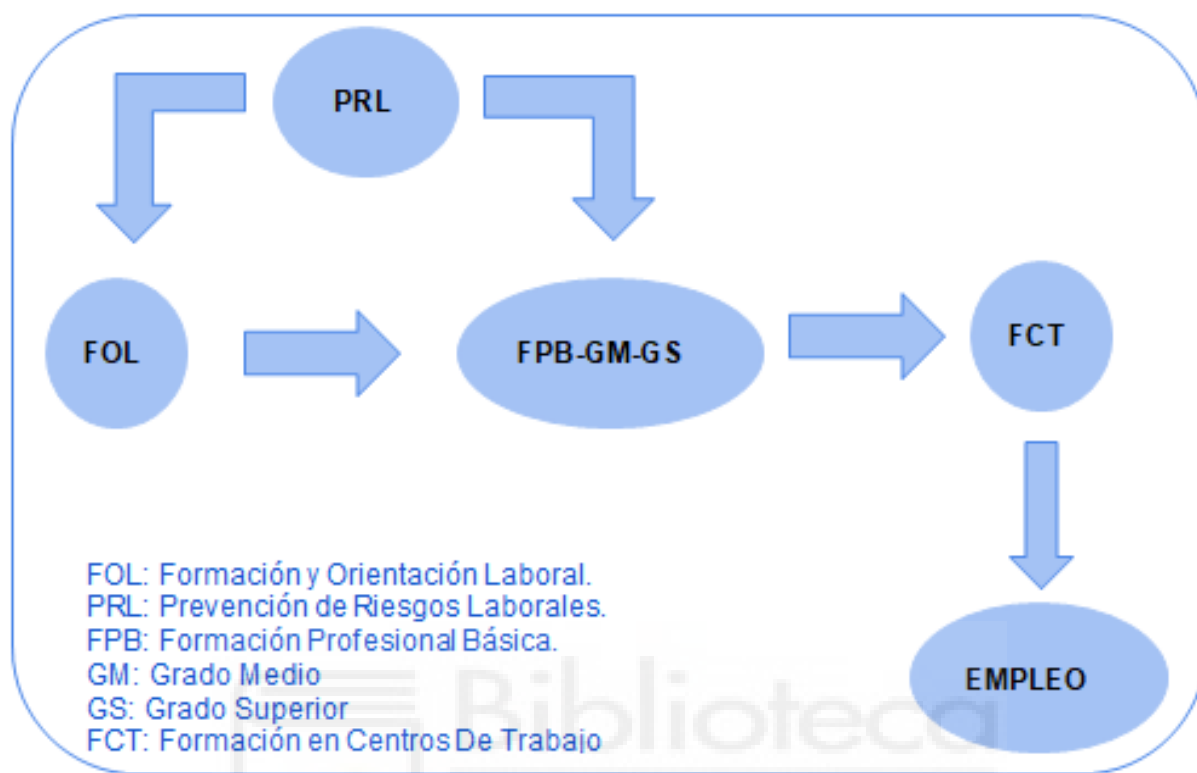 PRL
FOL
FPB-GM-GS
FCT
EMPLEO
FOL: Formación y Orientación Laboral.
PRL: Prevención de Riesgos Laborales.
FPB: Formación Profesional Básica.
GM: Grado Medio
GS: Grado Superior
FCT: Formación en Centros De Trabajo
Biblioteca